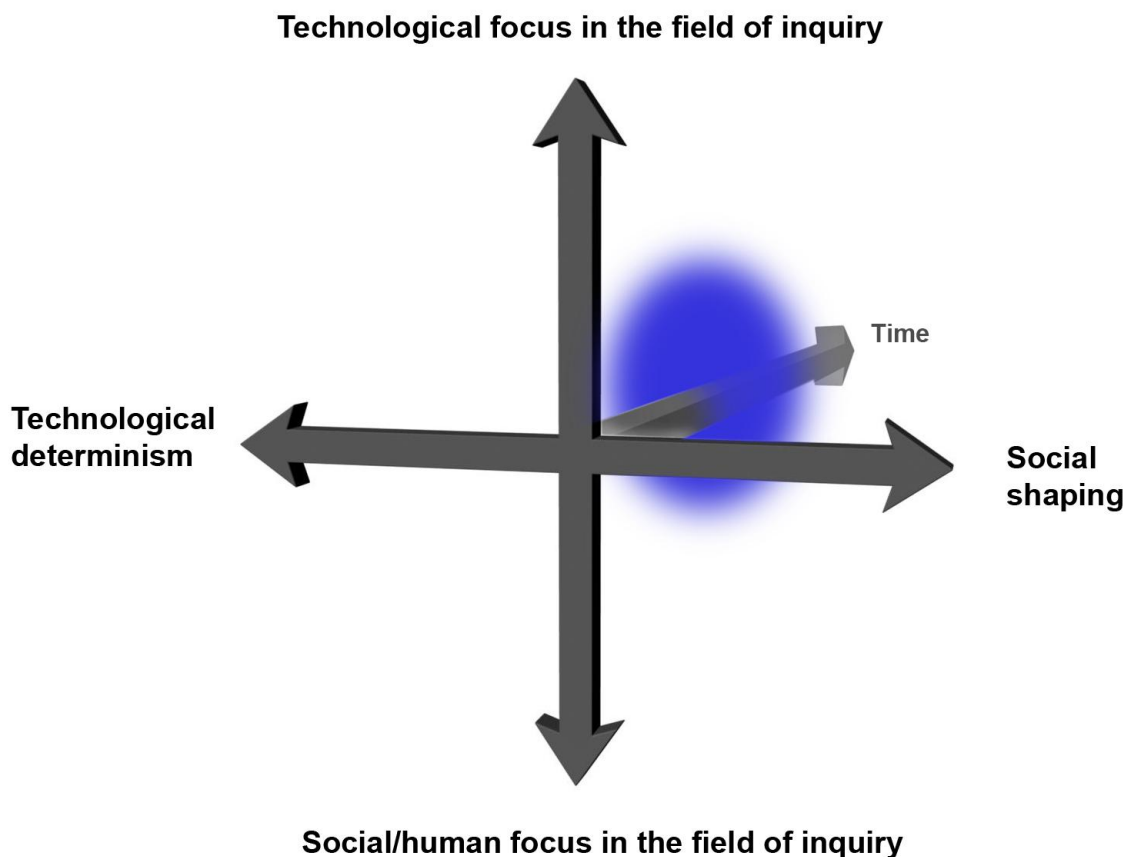 Technological focus in the field of inquiry
Time
Technological
determinism
Social
shaping
Social/human focus in the field of inquiry